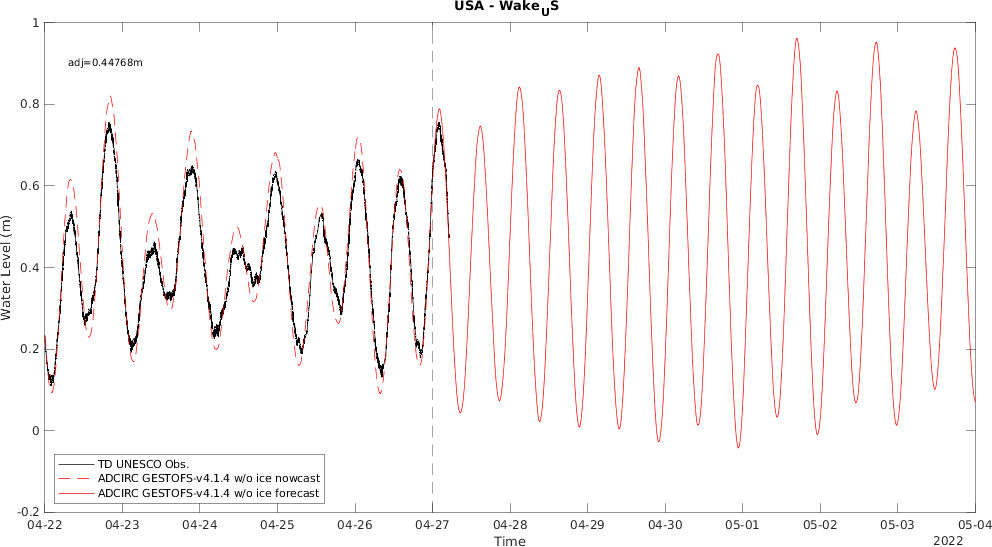 USA - Wake_US
adj=0.44768m
1
0.8
0.6
0.4
0.2
0
-0.2
Water Level (m)
TD UNESCO Obs.
ADCIRC GESTOFS-v4.1.4 w/o ice nowcast
ADCIRC GESTOFS-v4.1.4 w/o ice forecast
04-22 04-23 04-24 04-25 04-26 04-27 04-28 04-29 04-30 05-01 05-02 05-03 05-04
Time
2022